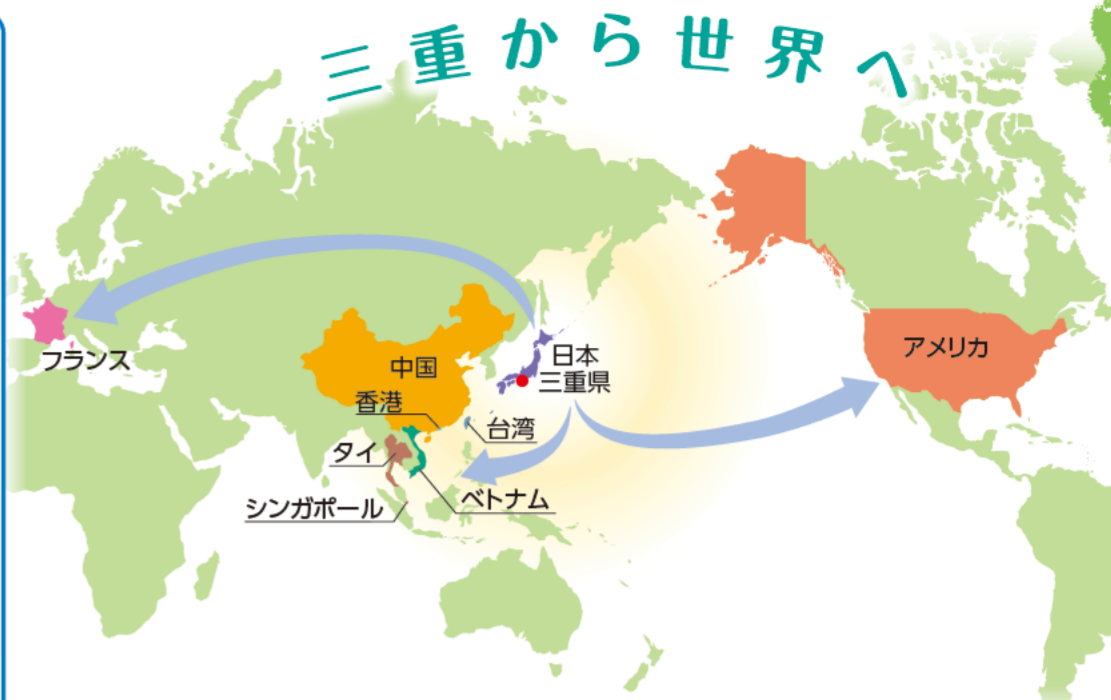 三重から世界へ
フランス
中国
日本
三重県
アメリカ
香港
台湾
タイ
ベトナム
シンガポール